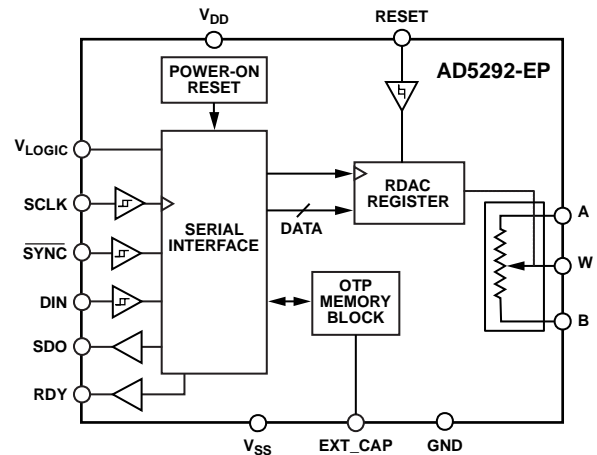 VDD
RESET
POWER-ON
RESET
AD5292-EP
VLOGIC
SCLK
SYNC
DIN
SDO
RDY
SERIAL
INTERFACE
DATA
RDAC
REGISTER
OTP
MEMORY
BLOCK
A
W
B
VSS
EXT_CAP
GND